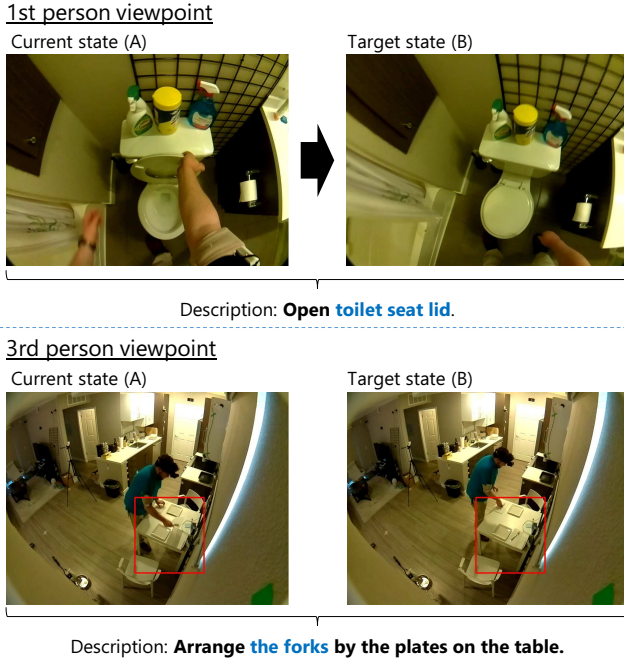 1st person viewpoint
Current state (A)
Target state (B)
Description: Open toilet seat lid.
3rd person viewpoint
Current state (A)
Target state (B)
Description: Arrange the forks by the plates on the table.